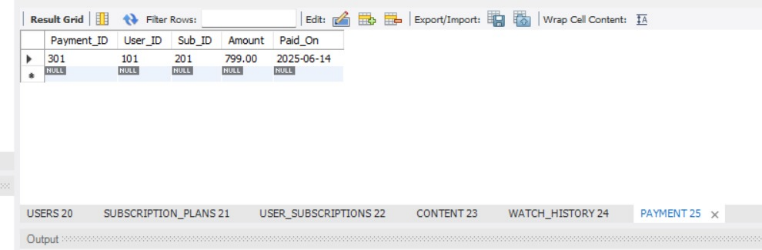 Result Grid Filter Rows: Edit: Export/Import: Wrap Cell Content: IA
Payment_ID User_ID Sub_ID Amount Paid_On
301 101 201 799.00 2025-06-14
NULL NULL NULL NULL NULL
USERS 20 SUBSCRIPTION_PLANS 21 USER_SUBSCRIPTIONS 22 CONTENT 23 WATCH_HISTORY 24 PAYMENT 25
Output